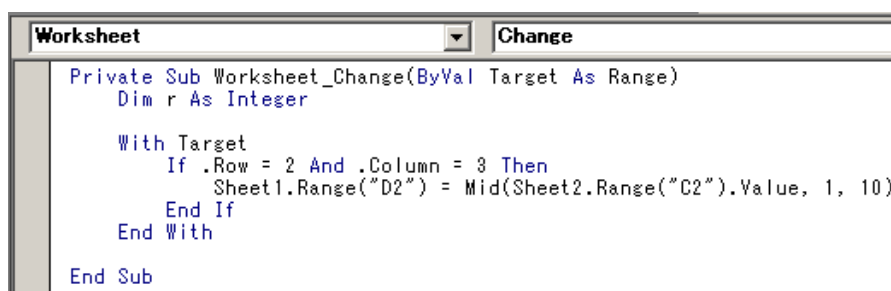 Worksheet Change
Private Sub Worksheet_Change(ByVal Target As Range)
Dim r As Integer
With Target
If .Row = 2 And .Column = 3 Then
Sheet1.Range("D2") = Mid(Sheet2.Range("C2").Value, 1, 10)
End If
End With
End Sub